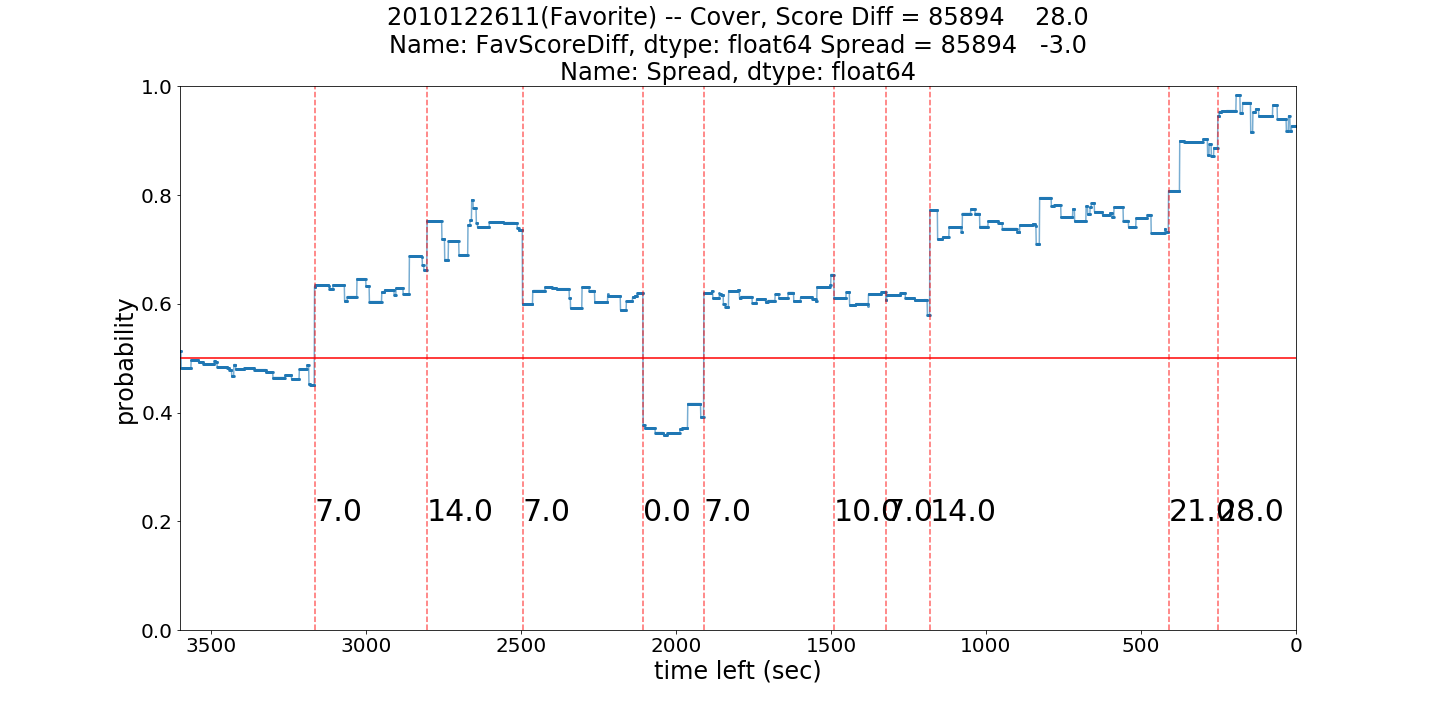 2010122611(Favorite) -- Cover, Score Diff = 85894    28.0
Name: FavScoreDiff, dtype: float64 Spread = 85894   -3.0
Name: Spread, dtype: float64
1.0
0.8
0.6
0.4
0.2
0.0
probability
7.0 14.0 7.0 0.0 7.0 10.0 7.0 14.0 21.0 28.0
3500 3000 2500 2000 1500 1000 500 0
time left (sec)